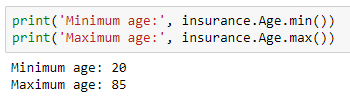 print('Minimum age:', insurance.Age.min())
print('Maximum age:', insurance.Age.max())
Minimum age: 20
Maximum age: 85